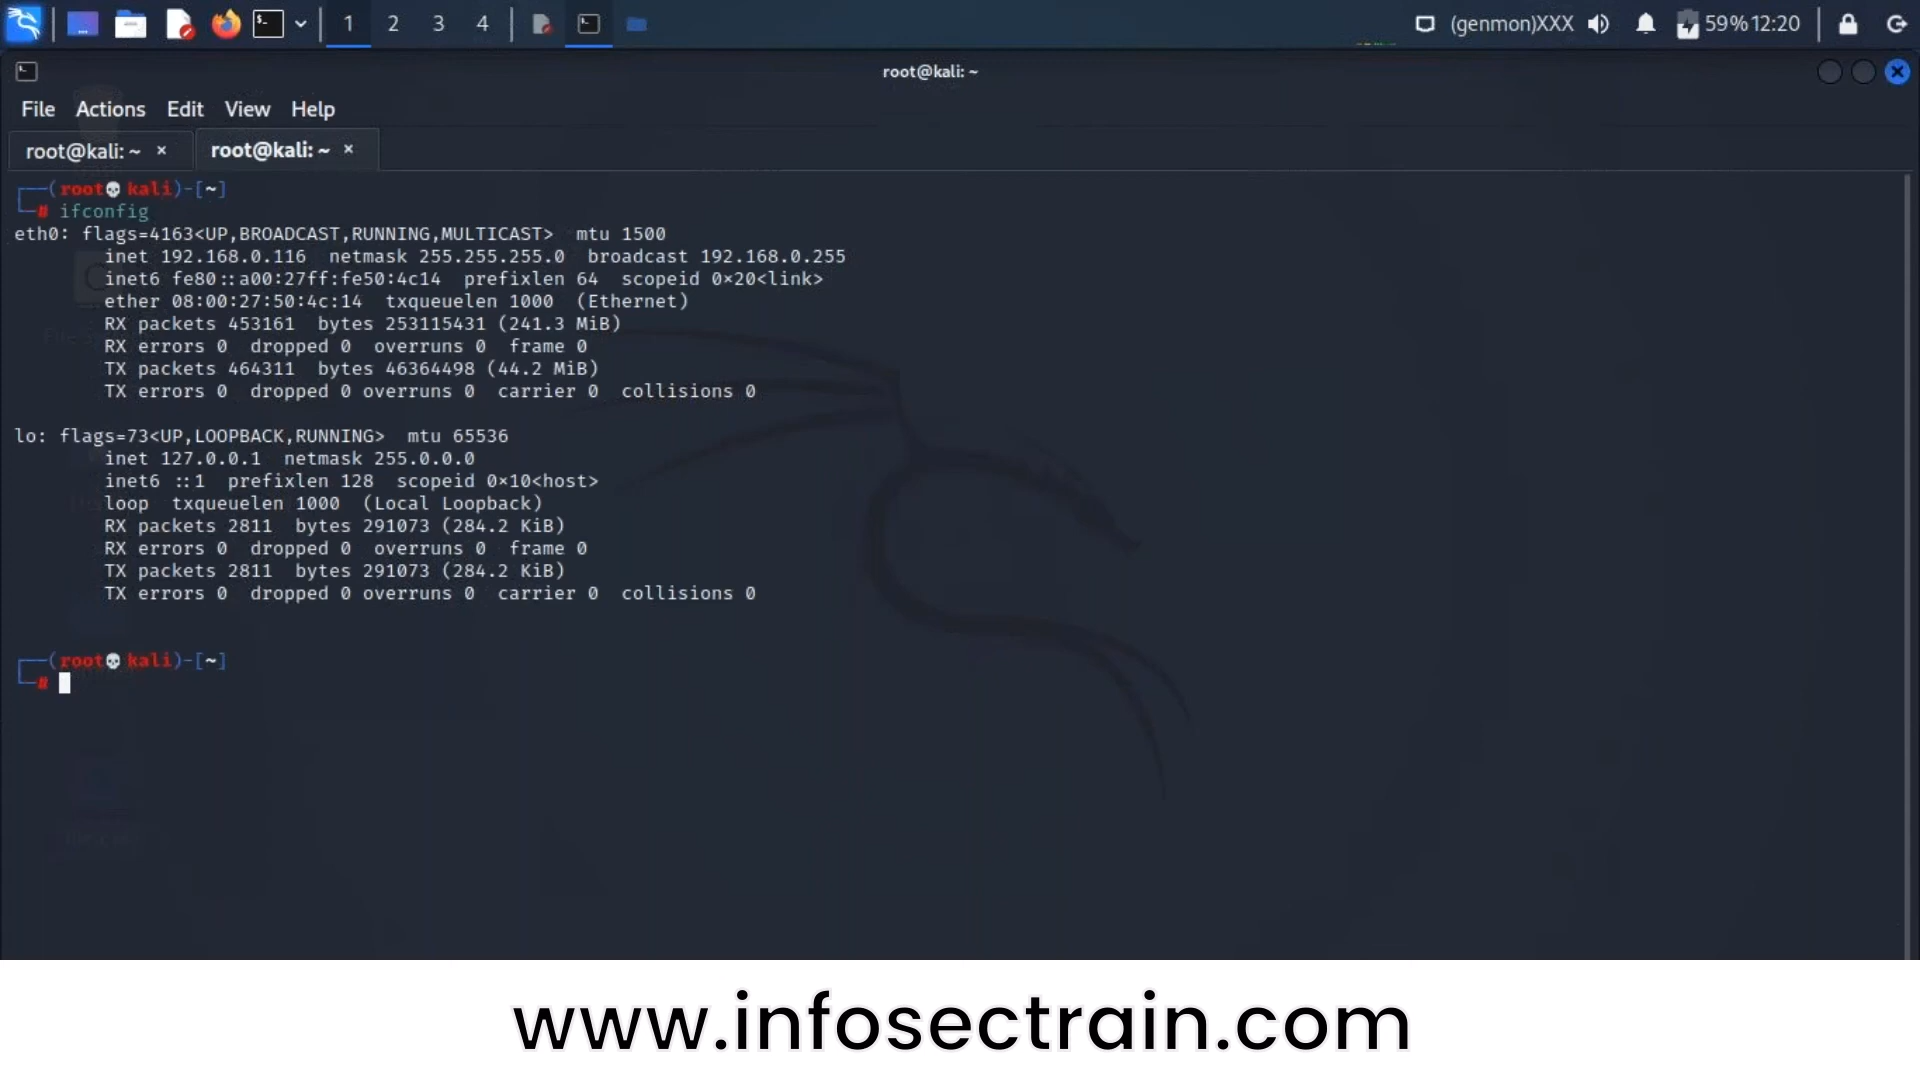 1 2 3 4 (genmon)XXX 59% 12:20
root@kali: ~
File Actions Edit View Help
root@kali: ~ × root@kali: ~ ×
┌──(root💀kali)-[~]
└─# ifconfig
eth0: flags=4163<UP,BROADCAST,RUNNING,MULTICAST>  mtu 1500
        inet 192.168.0.116  netmask 255.255.255.0  broadcast 192.168.0.255
        inet6 fe80::a00:27ff:fe50:4c14  prefixlen 64  scopeid 0×20<link>
        ether 08:00:27:50:4c:14  txqueuelen 1000  (Ethernet)
        RX packets 453161  bytes 253115431 (241.3 MiB)
        RX errors 0  dropped 0  overruns 0  frame 0
        TX packets 464311  bytes 46364498 (44.2 MiB)
        TX errors 0  dropped 0 overruns 0  carrier 0  collisions 0
lo: flags=73<UP,LOOPBACK,RUNNING>  mtu 65536
        inet 127.0.0.1  netmask 255.0.0.0
        inet6 ::1  prefixlen 128  scopeid 0×10<host>
        loop  txqueuelen 1000  (Local Loopback)
        RX packets 2811  bytes 291073 (284.2 KiB)
        RX errors 0  dropped 0  overruns 0  frame 0
        TX packets 2811  bytes 291073 (284.2 KiB)
        TX errors 0  dropped 0 overruns 0  carrier 0  collisions 0
┌──(root💀kali)-[~]
└─#
www.infosectrain.com